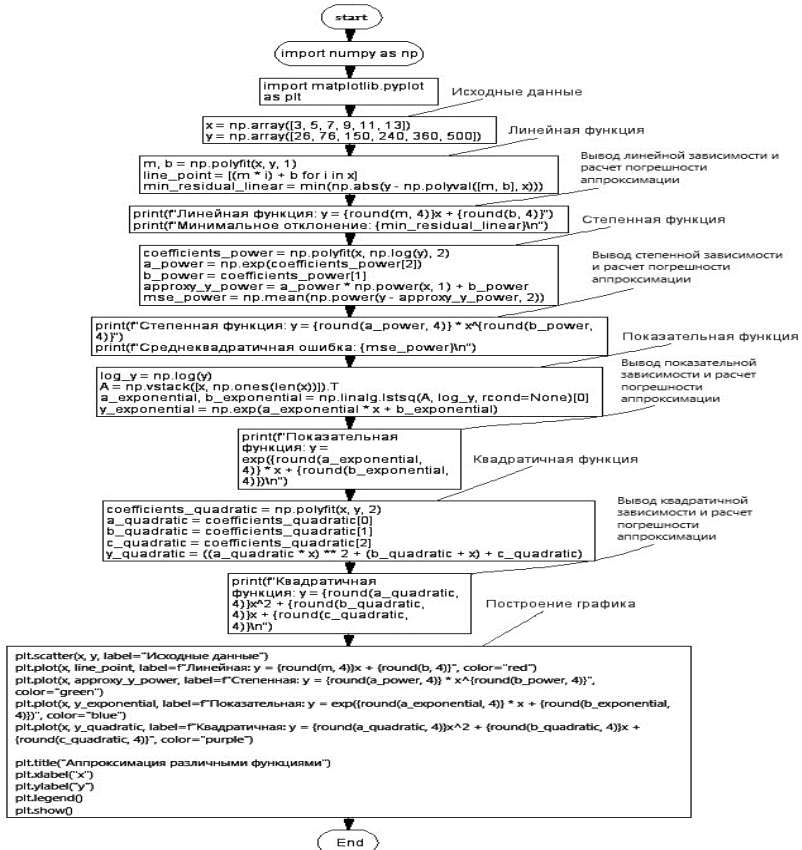 start
import numpy as np
import matplotlib.pyplot
as plt
Исходные данные
x = np.array([3, 5, 7, 9, 11, 13])
y = np.array([26, 76, 150, 240, 360, 500])
Линейная функция
m, b = np.polyfit(x, y, 1)
line_point = [(m * i) + b for i in x]
min_residual_linear = min(np.abs(y - np.polyval([m, b], x)))
Вывод линейной зависимости и
расчет погрешности
аппроксимации
print(f"Линейная функция: y = {round(m, 4)}x + {round(b, 4)}")
print(f"Минимальное отклонение: {min_residual_linear}\n")
Степенная функция
coefficients_power = np.polyfit(x, np.log(y), 2)
a_power = np.exp(coefficients_power[2])
b_power = coefficients_power[1]
approxy_y_power = a_power * np.power(x, 1) + b_power
mse_power = np.mean(np.power(y - approxy_y_power, 2))
Вывод степенной зависимости
и расчет погрешности
аппроксимации
print(f"Степенная функция: y = {round(a_power, 4)} * x^{round(b_power,
4)}")
print(f"Среднеквадратичная ошибка: {mse_power}\n")
Показательная функция
log_y = np.log(y)
A = np.vstack([x, np.ones(len(x))]).T
a_exponential, b_exponential = np.linalg.lstsq(A, log_y, rcond=None)[0]
y_exponential = np.exp(a_exponential * x + b_exponential)
Вывод показательной
зависимости и расчет
погрешности
аппроксимации
print(f"Показательная
функция: y =
exp({round(a_exponential,
4)} * x + {round(b_exponential,
4)})\n")
Квадратичная функция
coefficients_quadratic = np.polyfit(x, y, 2)
a_quadratic = coefficients_quadratic[0]
b_quadratic = coefficients_quadratic[1]
c_quadratic = coefficients_quadratic[2]
y_quadratic = ((a_quadratic * x) ** 2 + (b_quadratic + x) + c_quadratic)
Вывод квадратичной
зависимости и расчет
погрешности
аппроксимации
print(f"Квадратичная
функция: y = {round(a_quadratic,
4)}x^2 + {round(b_quadratic,
4)}x + {round(c_quadratic,
4)}\n")
Построение графика
plt.scatter(x, y, label="Исходные данные")
plt.plot(x, line_point, label=f"Линейная: y = {round(m, 4)}x + {round(b, 4)}", color="red")
plt.plot(x, approxy_y_power, label=f"Степенная: y = {round(a_power, 4)} * x^{round(b_power, 4)}",
color="green")
plt.plot(x, y_exponential, label=f"Показательная: y = exp({round(a_exponential, 4)} * x + {round(b_exponential,
4)})", color="blue")
plt.plot(x, y_quadratic, label=f"Квадратичная: y = {round(a_quadratic, 4)}x^2 + {round(b_quadratic, 4)}x +
{round(c_quadratic, 4)}", color="purple")
plt.title("Аппроксимация различными функциями")
plt.xlabel("x")
plt.ylabel("y")
plt.legend()
plt.show()
End